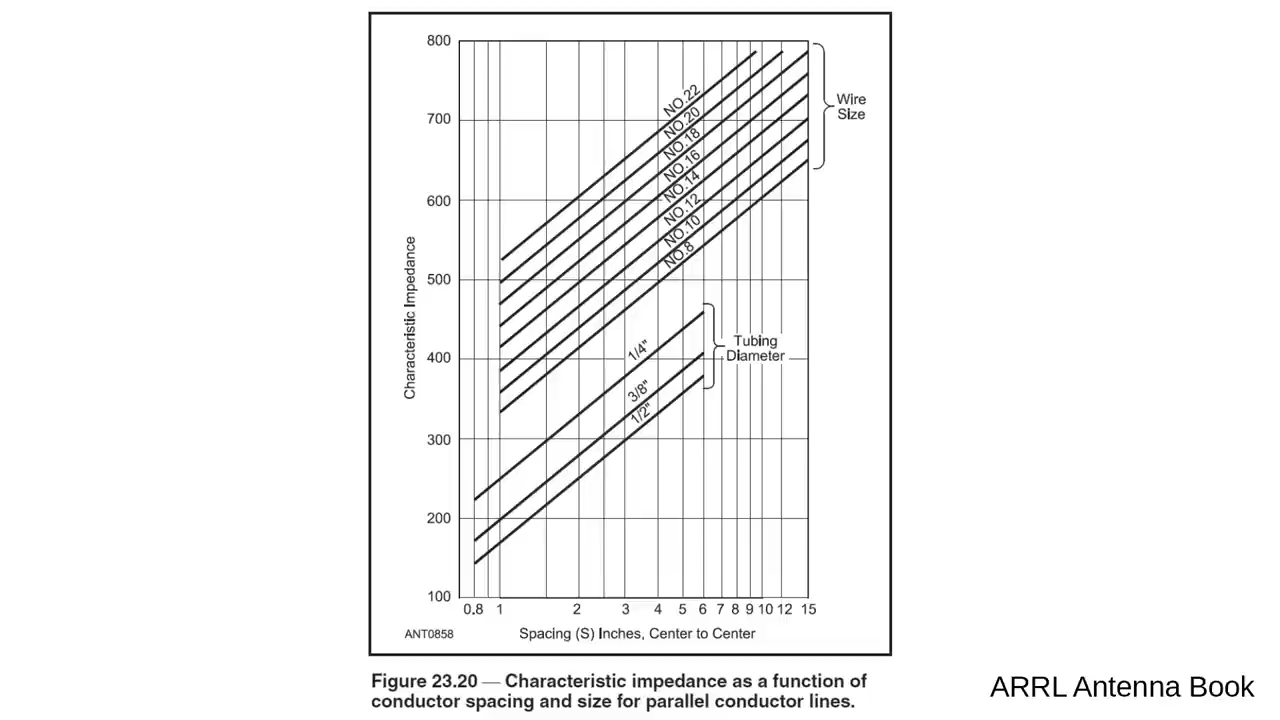 800
700
600
500
400
300
200
100
Characteristic Impedance
NO.22
NO.20
NO.18
NO.16
NO.14
NO.12
NO.10
NO.8
Wire
Size
1/4"
3/8"
1/2"
Tubing
Diameter
0.8 1 2 3 4 5 6 7 8 9 10 12 15
ANT0858
Spacing (S) Inches, Center to Center
Figure 23.20 — Characteristic impedance as a function of
conductor spacing and size for parallel conductor lines.
ARRL Antenna Book